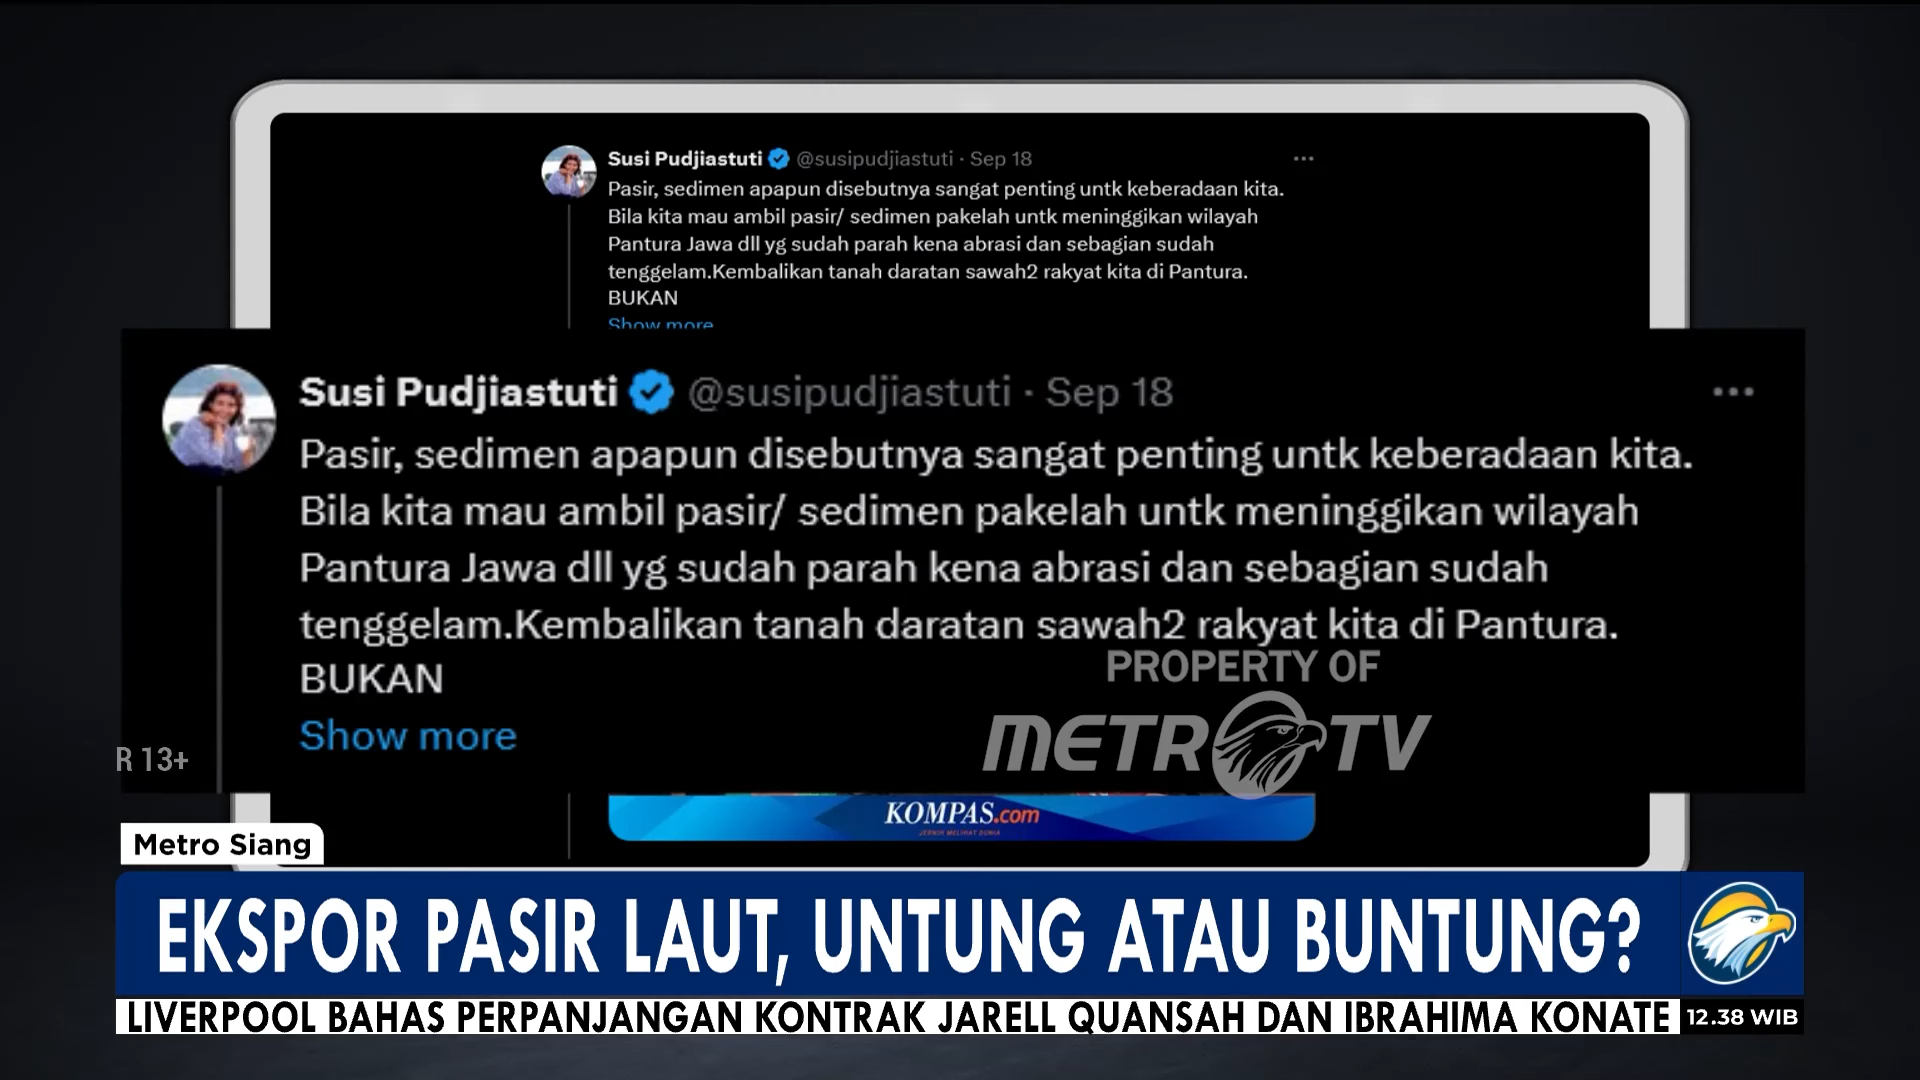 Susi Pudjiastuti @susipudjiastuti · Sep 18
Pasir, sedimen apapun disebutnya sangat penting untk keberadaan kita.
Bila kita mau ambil pasir/ sedimen pakelah untk meninggikan wilayah
Pantura Jawa dll yg sudah parah kena abrasi dan sebagian sudah
tenggelam.Kembalikan tanah daratan sawah2 rakyat kita di Pantura.
BUKAN
Show more
Susi Pudjiastuti @susipudjiastuti · Sep 18
Pasir, sedimen apapun disebutnya sangat penting untk keberadaan kita.
Bila kita mau ambil pasir/ sedimen pakelah untk meninggikan wilayah
Pantura Jawa dll yg sudah parah kena abrasi dan sebagian sudah
tenggelam.Kembalikan tanah daratan sawah2 rakyat kita di Pantura.
BUKAN
Show more
PROPERTY OF
METRO TV
R 13+
KOMPAS.com
JERNIH MELIHAT DUNIA
Metro Siang
EKSPOR PASIR LAUT, UNTUNG ATAU BUNTUNG?
LIVERPOOL BAHAS PERPANJANGAN KONTRAK JARELL QUANSAH DAN IBRAHIMA KONATE
12.38 WIB